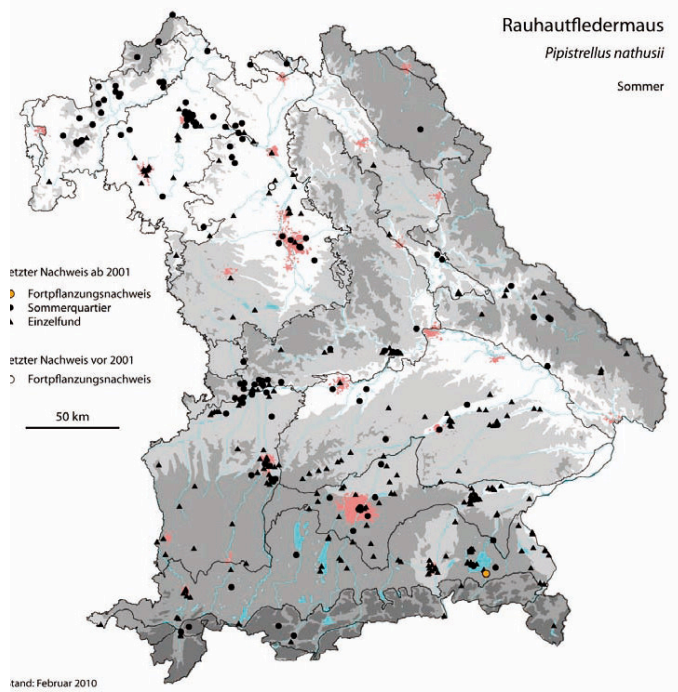 Rauhautfledermaus
Pipistrellus nathusii
Sommer
etzter Nachweis ab 2001
Fortpflanzungsnachweis
Sommerquartier
Einzelfund
etzter Nachweis vor 2001
Fortpflanzungsnachweis
50 km
tand: Februar 2010